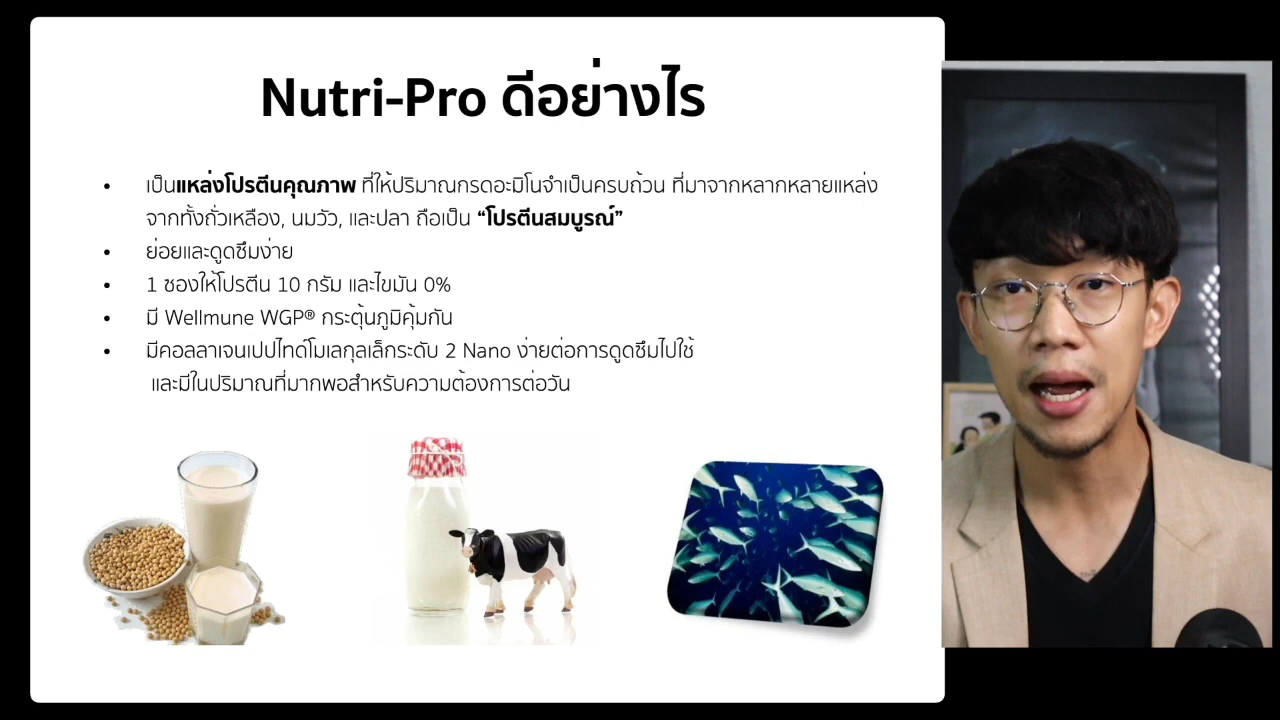 Nutri-Pro ดีอย่างไร
• เป็นแหล่งโปรตีนคุณภาพ ที่ให้ปริมาณกรดอะมิโนจำเป็นครบถ้วน ที่มาจากหลากหลายแหล่ง
จากทั้งถั่วเหลือง, นมวัว, และปลา ถือเป็น “โปรตีนสมบูรณ์”
• ย่อยและดูดซึมง่าย
• 1 ซองให้โปรตีน 10 กรัม และไขมัน 0%
• มี Wellmune WGP® กระตุ้นภูมิคุ้มกัน
• มีคอลลาเจนเปปไทด์โมเลกุลเล็กระดับ 2 Nano ง่ายต่อการดูดซึมไปใช้
และมีในปริมาณที่มากพอสำหรับความต้องการต่อวัน